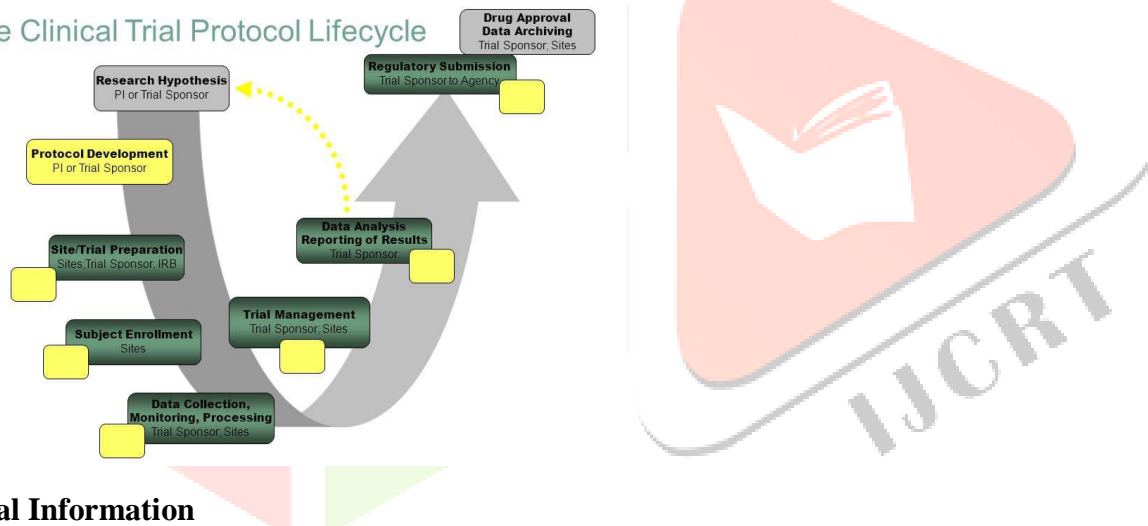 e Clinical Trial Protocol Lifecycle
Drug Approval
Data Archiving
Trial Sponsor; Sites
Regulatory Submission
Trial Sponsor to Agency
Research Hypothesis
PI or Trial Sponsor
Protocol Development
PI or Trial Sponsor
Data Analysis
Reporting of Results
Trial Sponsor
Site/Trial Preparation
Sites;Trial Sponsor; IRB
Trial Management
Trial Sponsor; Sites
Subject Enrollment
Sites
Data Collection,
Monitoring, Processing
Trial Sponsor; Sites
IJCRT
al Information